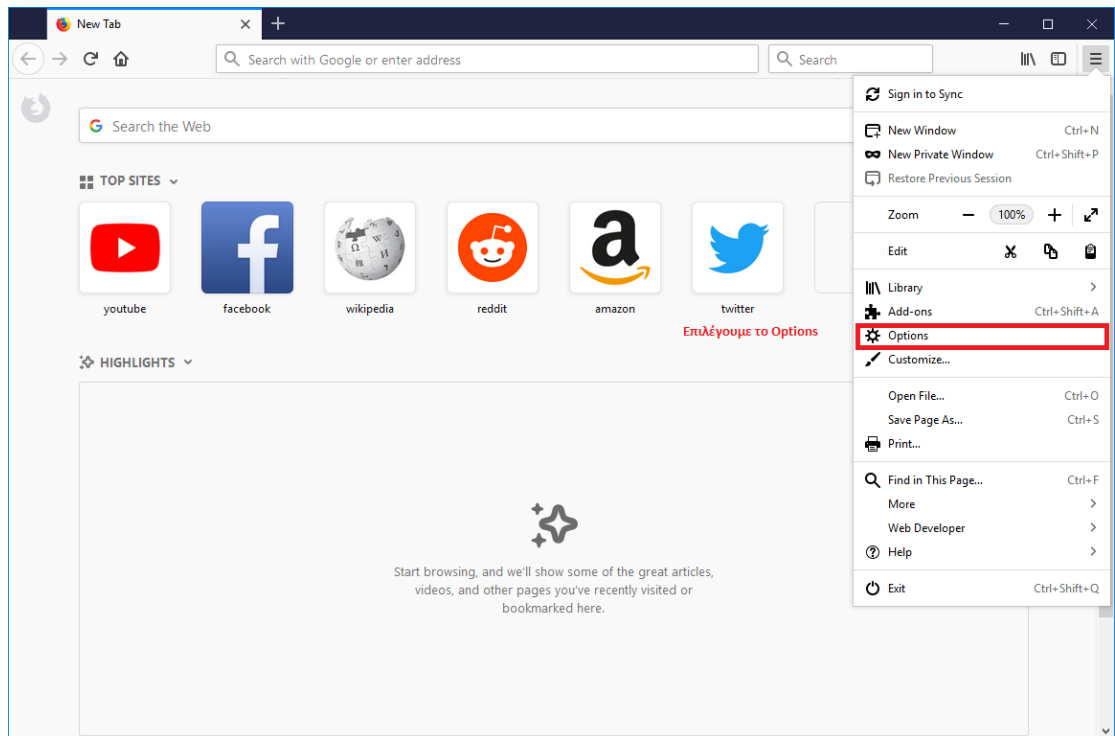 New Tab
Search with Google or enter address
Search
Sign in to Sync
Search the Web
New Window Ctrl+N
New Private Window Ctrl+Shift+P
Restore Previous Session
TOP SITES
Zoom 100%
Edit
Library
Add-ons Ctrl+Shift+A
Options
Customize...
youtube facebook wikipedia reddit amazon twitter
Επιλέγουμε το Options
HIGHLIGHTS
Open File... Ctrl+O
Save Page As... Ctrl+S
Print...
Find in This Page... Ctrl+F
More
Web Developer
Help
Exit Ctrl+Shift+Q
Start browsing, and we'll show some of the great articles,
videos, and other pages you've recently visited or
bookmarked here.